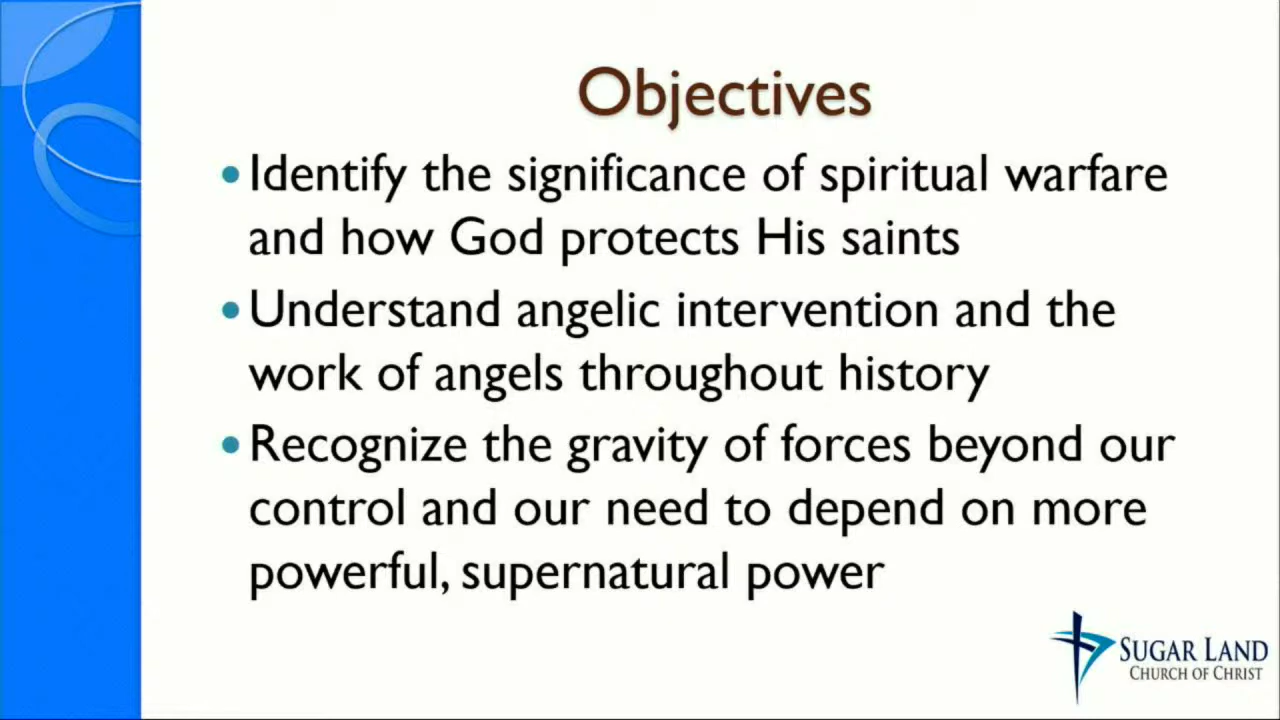 Objectives
•Identify the significance of spiritual warfare
and how God protects His saints
•Understand angelic intervention and the
work of angels throughout history
•Recognize the gravity of forces beyond our
control and our need to depend on more
powerful, supernatural power
SUGAR LAND
CHURCH OF CHRIST